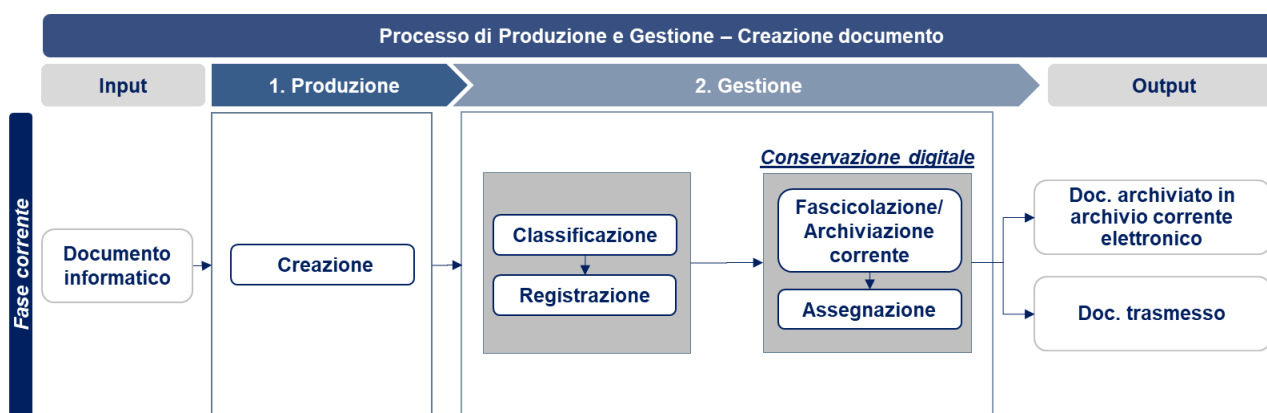 Processo di Produzione e Gestione – Creazione documento
Input
1. Produzione
2. Gestione
Output
Fase corrente
Documento
informatico
Creazione
Classificazione
Registrazione
Conservazione digitale
Fascicolazione/
Archiviazione
corrente
Assegnazione
Doc. archiviato in
archivio corrente
elettronico
Doc. trasmesso